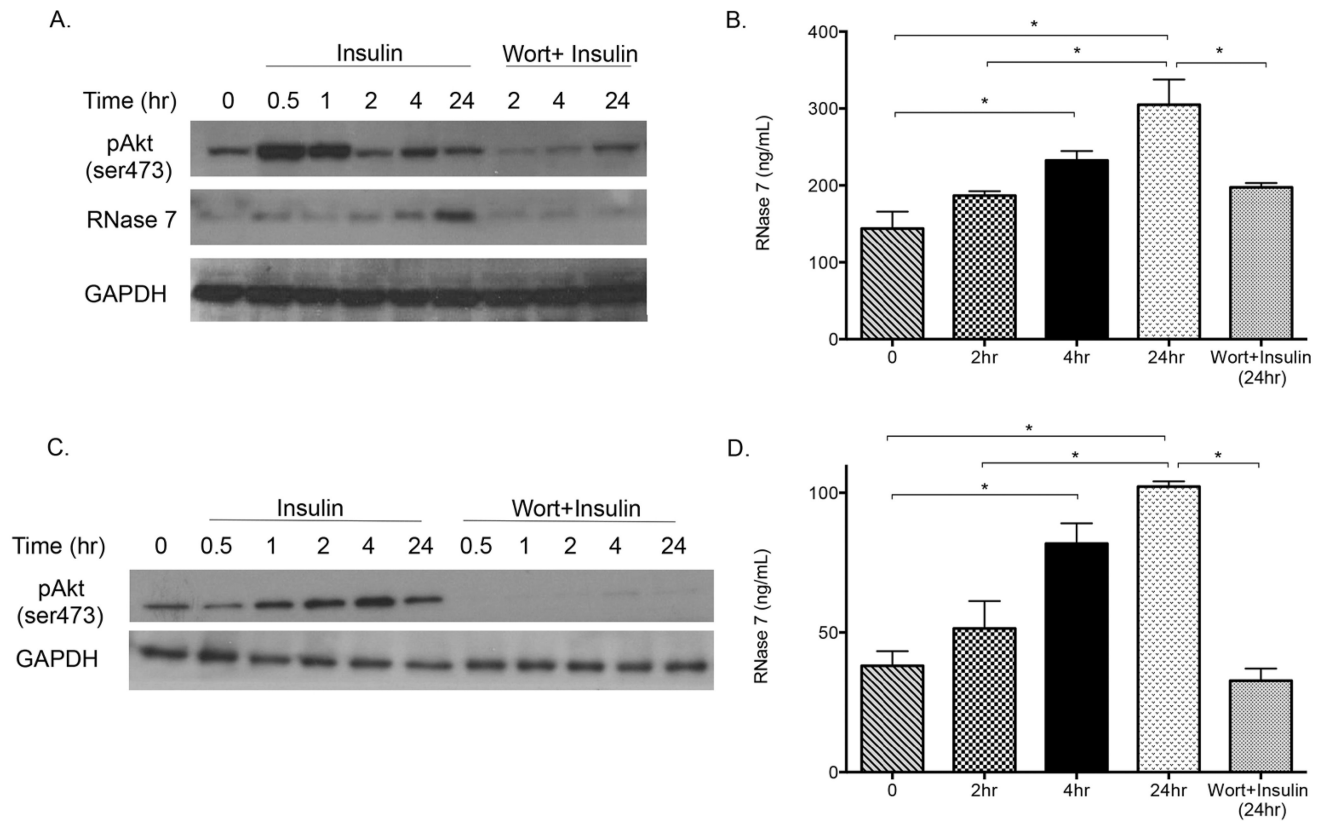 A.
Insulin
Wort+ Insulin
Time (hr) 0 0.5 1 2 4 24 2 4 24
pAkt
(ser473)
RNase 7
GAPDH
B.
400
300
200
100
0
RNase 7 (ng/mL)
* * * *
0 2hr 4hr 24hr Wort+Insulin
(24hr)
C.
Insulin
Wort+Insulin
Time (hr) 0 0.5 1 2 4 24 0.5 1 2 4 24
pAkt
(ser473)
GAPDH
D.
100
50
0
RNase 7 (ng/mL)
* * * *
0 2hr 4hr 24hr Wort+Insulin
(24hr)